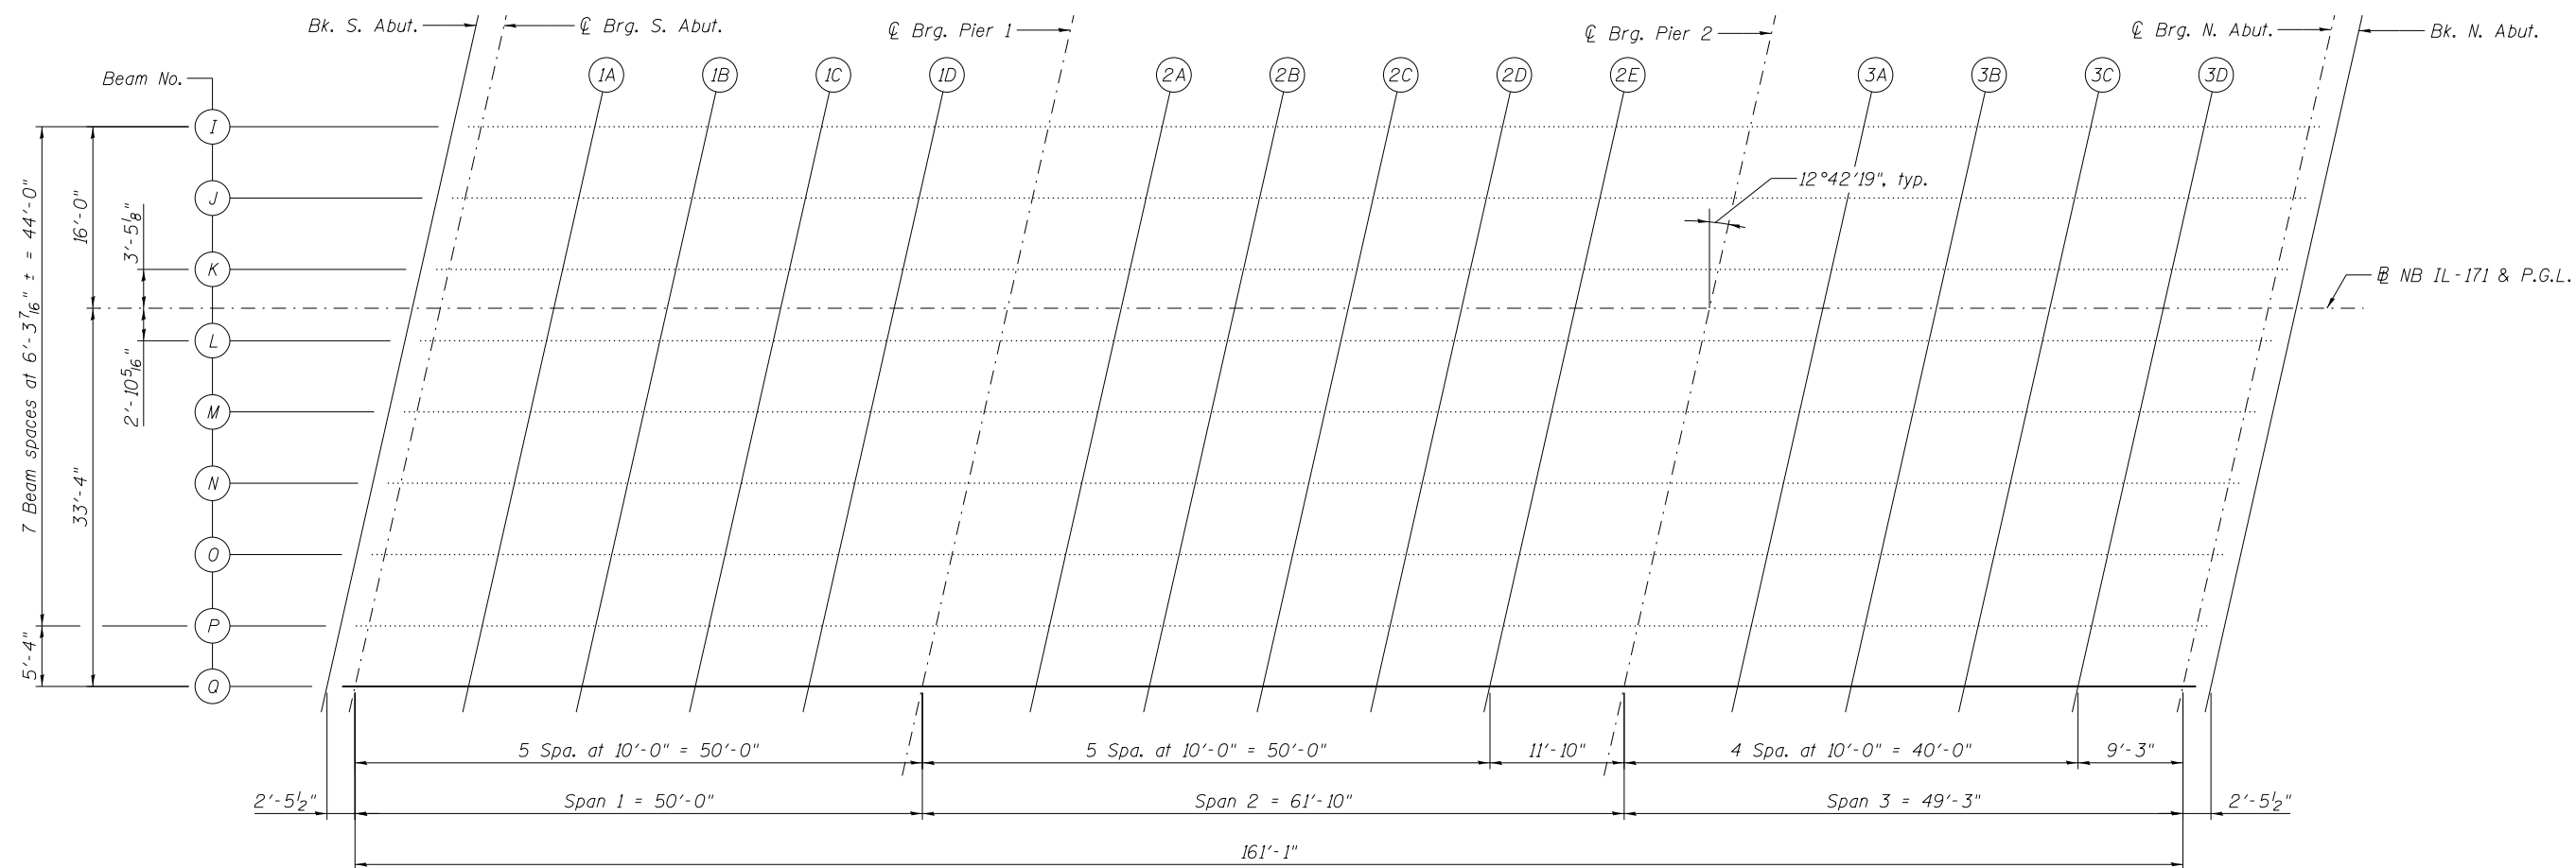 Bk. S. Abut.
℄ Brg. S. Abut.
℄ Brg. Pier 1
℄ Brg. Pier 2
℄ Brg. N. Abut.
Bk. N. Abut.
Beam No.
1A
1B
1C
1D
2A
2B
2C
2D
2E
3A
3B
3C
3D
I
J
K
L
M
N
O
P
Q
7 Beam spaces at 6'-3 7/16" ± = 44'-0"
5'-4"
16'-0"
33'-4"
3'-5 1/8"
2'-10 5/16"
12°42'19", typ.
NB IL-171 & P.G.L.
5 Spa. at 10'-0" = 50'-0"
5 Spa. at 10'-0" = 50'-0"
11'-10"
4 Spa. at 10'-0" = 40'-0"
9'-3"
2'-5 1/2"
Span 1 = 50'-0"
Span 2 = 61'-10"
Span 3 = 49'-3"
2'-5 1/2"
161'-1"